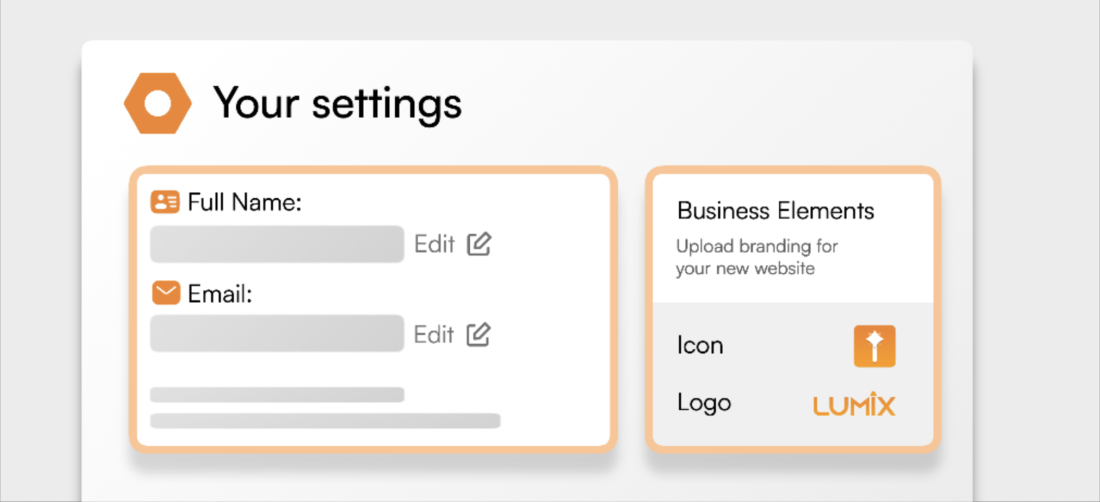 Your settings
Full Name:
Edit
Email:
Edit
Business Elements
Upload branding for
your new website
Icon
Logo
LUMIX